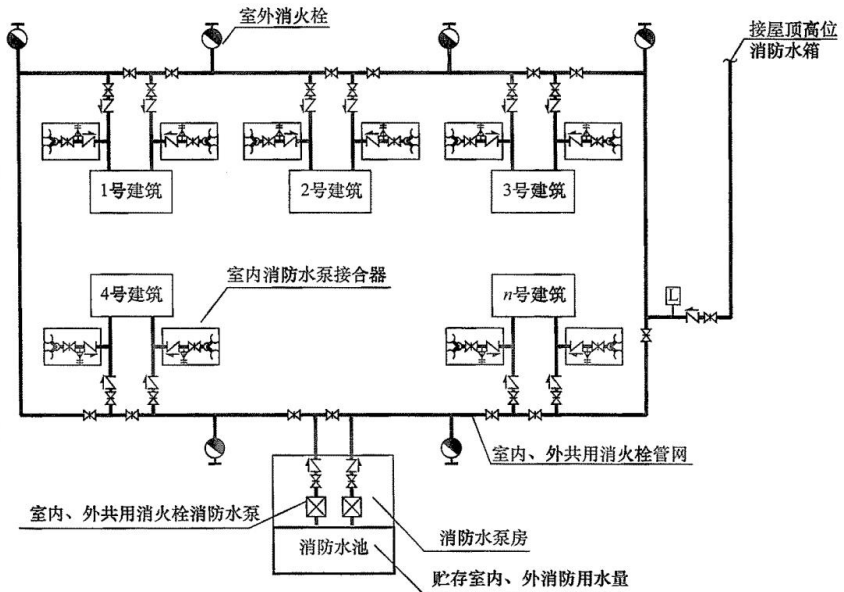 室外消火栓
接屋顶高位
消防水箱
1号建筑
2号建筑
3号建筑
4号建筑
室内消防水泵接合器
n号建筑
L
室内、外共用消火栓管网
室内、外共用消火栓消防水泵
消防水泵房
消防水池
贮存室内、外消防用水量